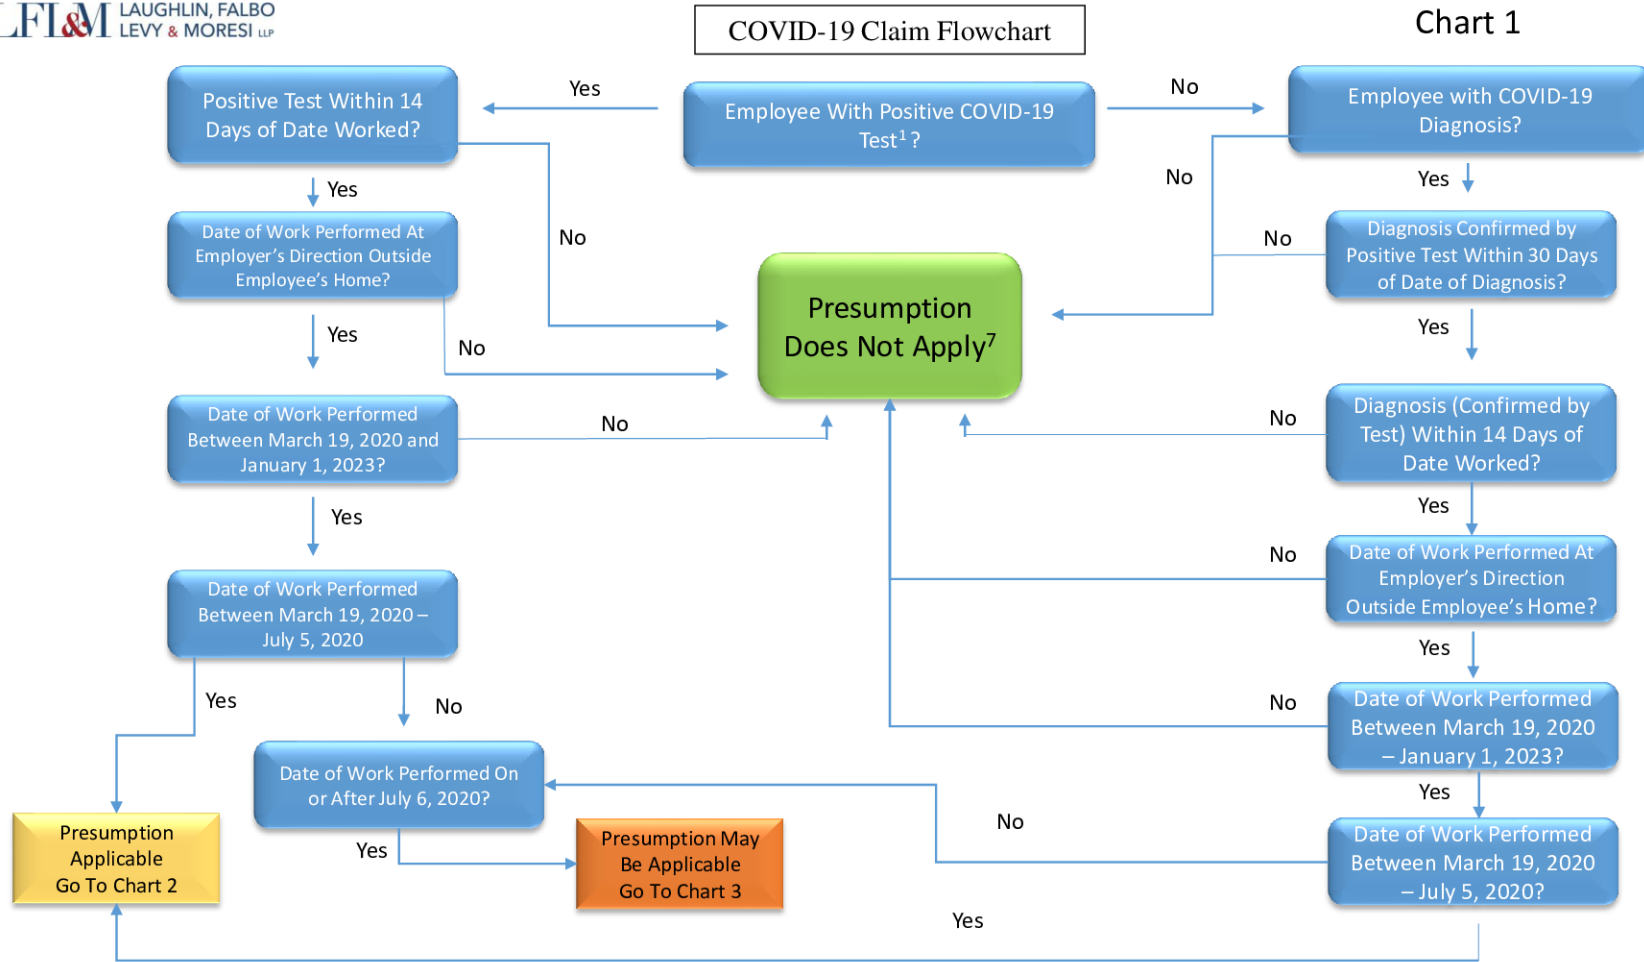 LFL&M LAUGHLIN, FALBO
LEVY & MORESI LLP
COVID-19 Claim Flowchart
Chart 1
Positive Test Within 14
Days of Date Worked?
Yes
Employee With Positive COVID-19
Test1 ?
No
Employee with COVID-19
Diagnosis?
Yes
No
No
Yes
Date of Work Performed At
Employer's Direction Outside
Employee's Home?
No
Diagnosis Confirmed by
Positive Test Within 30 Days
of Date of Diagnosis?
No
Presumption
Does Not Apply7
Yes
No
Yes
Date of Work Performed
Between March 19, 2020 and
January 1, 2023?
No
Diagnosis (Confirmed by
Test) Within 14 Days of
Date Worked?
No
Yes
Yes
Date of Work Performed
Between March 19, 2020 –
July 5, 2020
Date of Work Performed At
Employer's Direction
Outside Employee's Home?
No
Yes
Yes
No
Date of Work Performed
Between March 19, 2020
– January 1, 2023?
No
Yes
Date of Work Performed On
or After July 6, 2020?
Yes
No
Date of Work Performed
Between March 19, 2020
– July 5, 2020?
Presumption
Applicable
Go To Chart 2
Presumption May
Be Applicable
Go To Chart 3
Yes